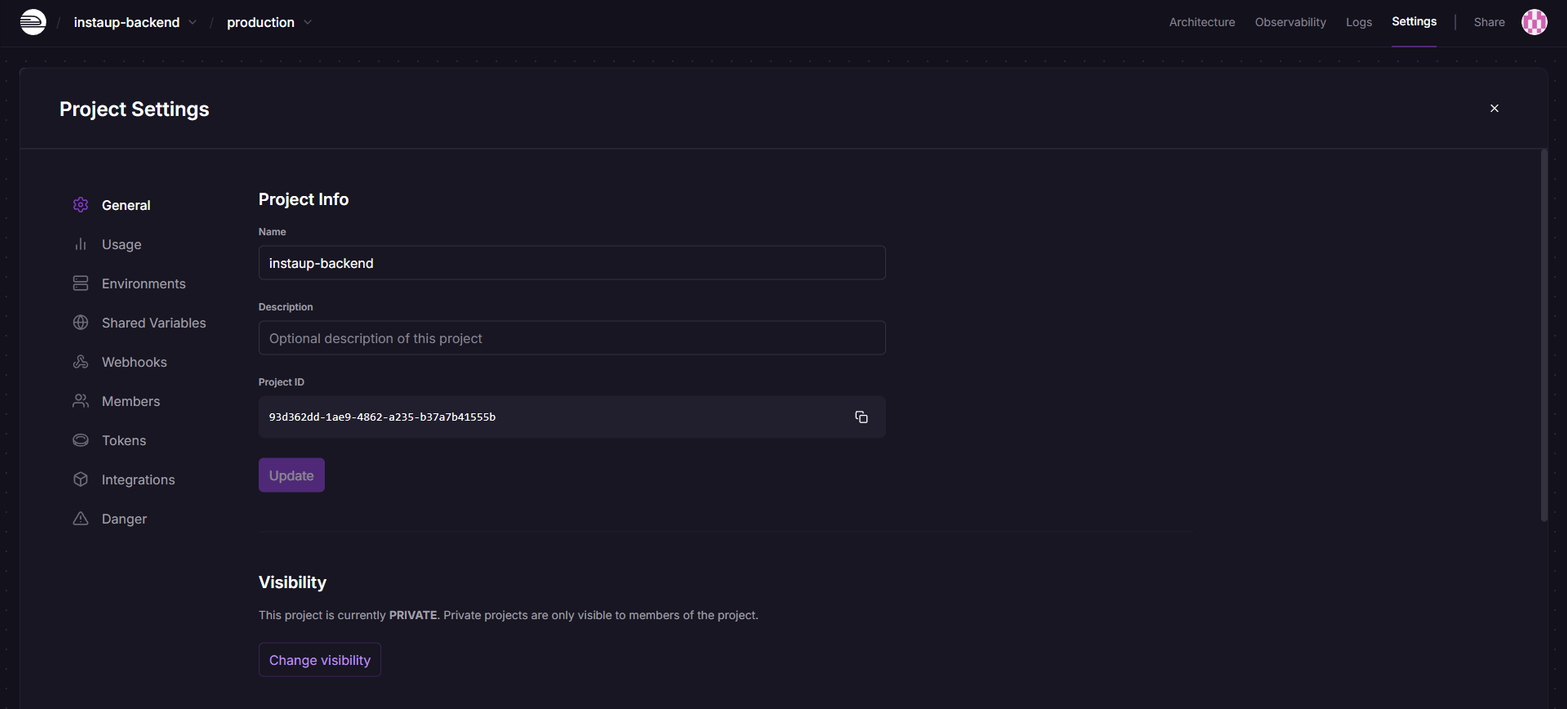 / instaup-backend / production
Architecture Observability Logs Settings | Share
Project Settings
General
Usage
Environments
Shared Variables
Webhooks
Members
Tokens
Integrations
Danger
Project Info
Name
instaup-backend
Description
Optional description of this project
Project ID
93d362dd-1ae9-4862-a235-b37a7b41555b
Update
Visibility
This project is currently PRIVATE. Private projects are only visible to members of the project.
Change visibility